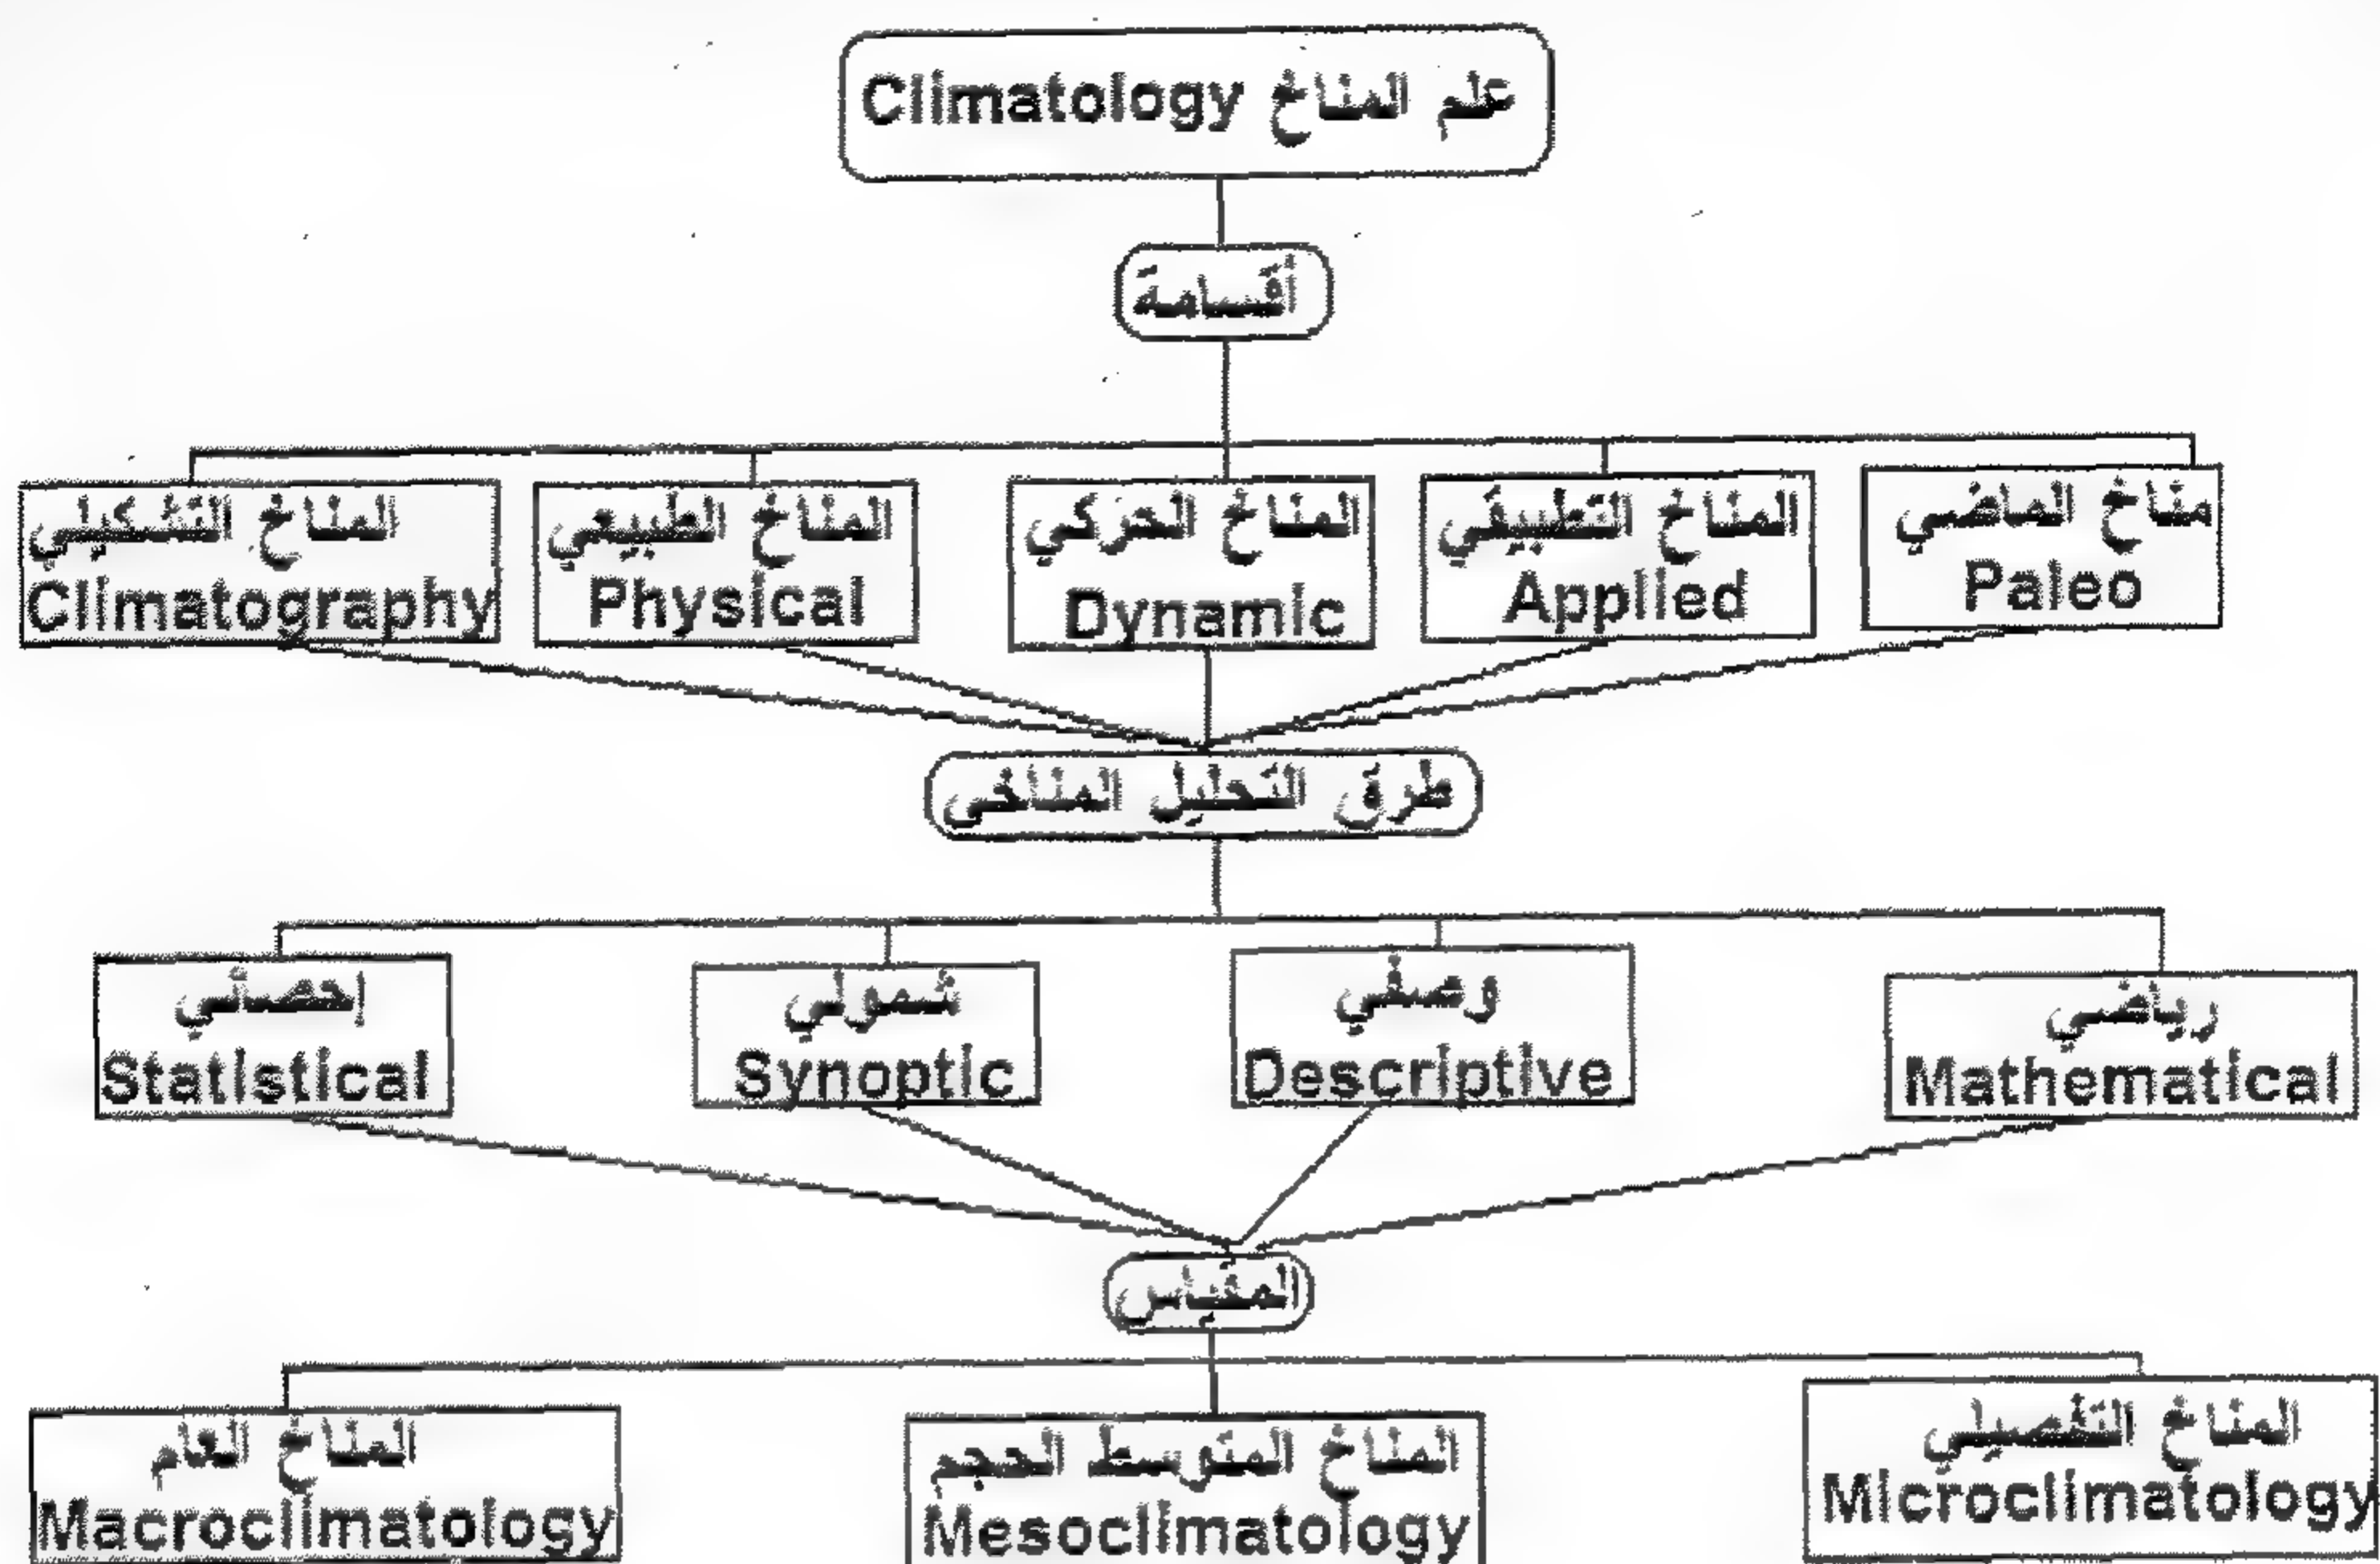 علم المناخ Climatology
أقسامة
مناخ الماضي
Paleo
المناخ التطبيقي
Applied
المناخ الحركي
Dynamic
المناخ الطبيعي
Physical
المناخ التشكيلي
Climatography
طرق التحليل المناخى
رياضي
Mathematical
وصفي
Descriptive
شمولي
Synoptic
إحصائي
Statistical
المقياس
المناخ التفصيلي
Microclimatology
المناخ المتوسط الحجم
Mesoclimatology
المناخ العام
Macroclimatology